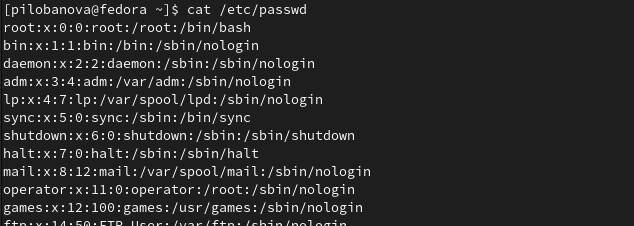 [pilobanova@fedora ~]$ cat /etc/passwd
root:x:0:0:root:/root:/bin/bash
bin:x:1:1:bin:/bin:/sbin/nologin
daemon:x:2:2:daemon:/sbin:/sbin/nologin
adm:x:3:4:adm:/var/adm:/sbin/nologin
lp:x:4:7:lp:/var/spool/lpd:/sbin/nologin
sync:x:5:0:sync:/sbin:/bin/sync
shutdown:x:6:0:shutdown:/sbin:/sbin/shutdown
halt:x:7:0:halt:/sbin:/sbin/halt
mail:x:8:12:mail:/var/spool/mail:/sbin/nologin
operator:x:11:0:operator:/root:/sbin/nologin
games:x:12:100:games:/usr/games:/sbin/nologin
ftp:x:14:50:FTP User:/var/ftp:/sbin/nologin